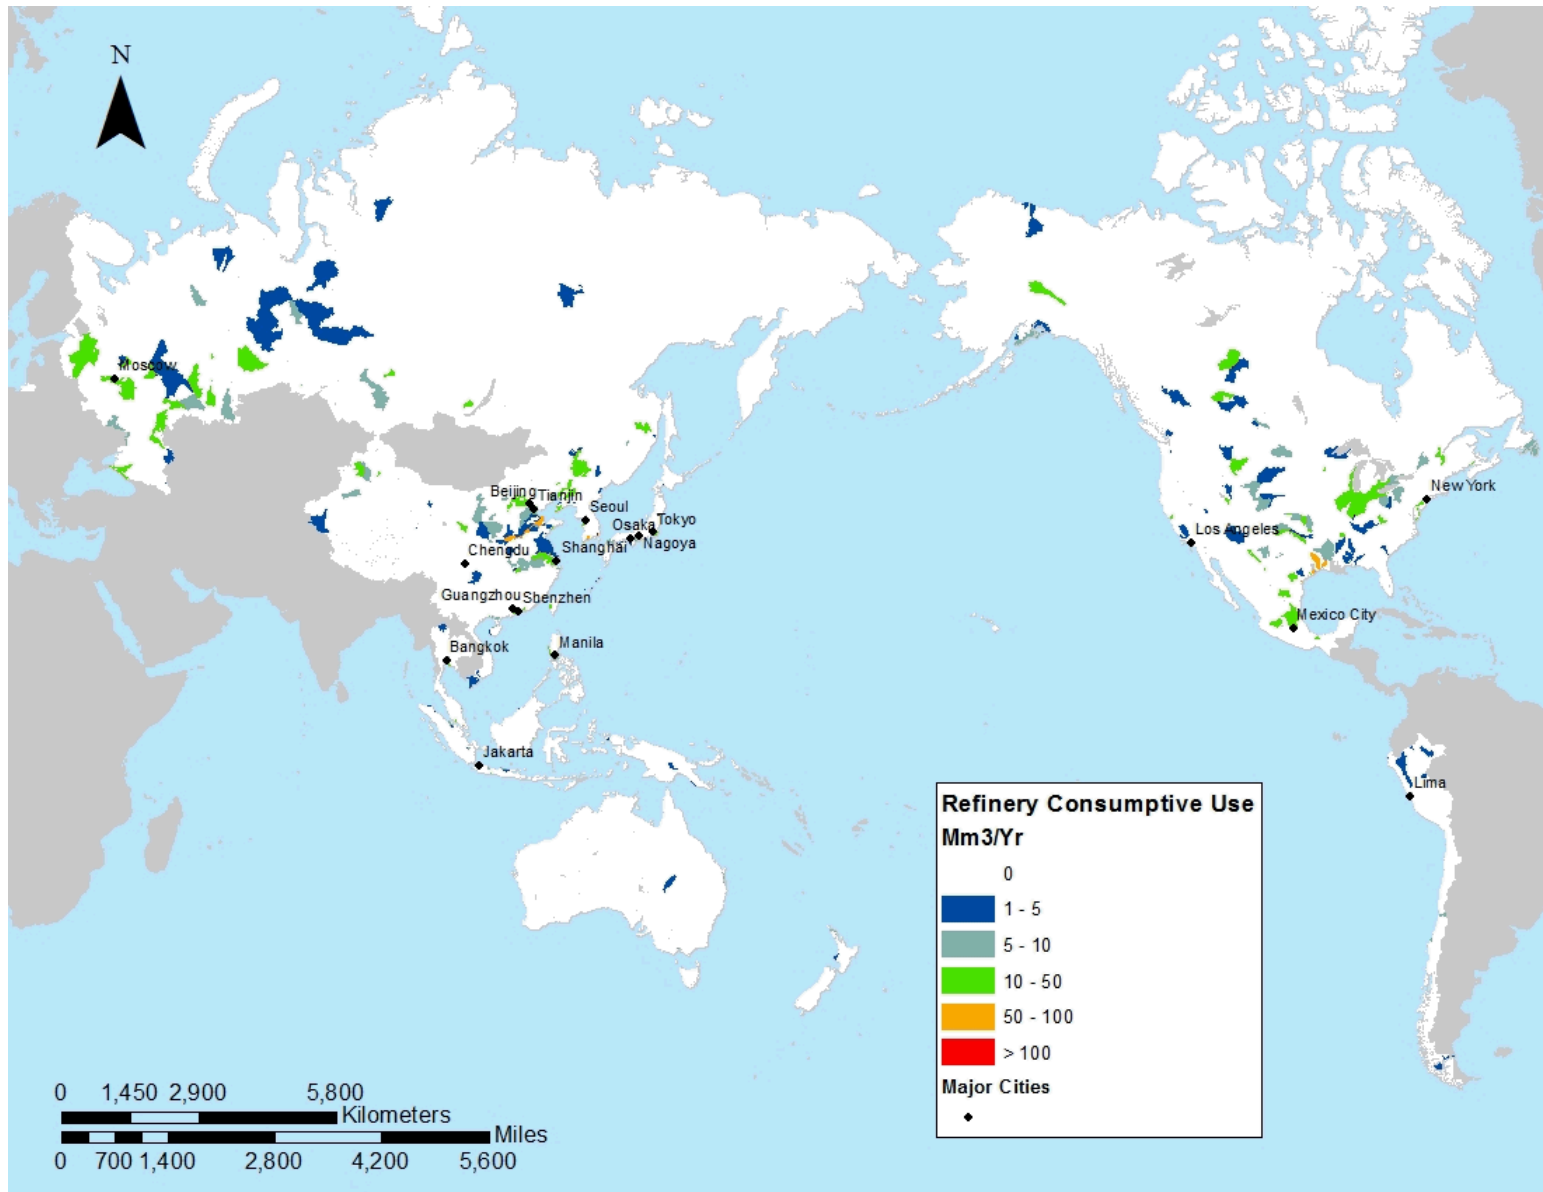 N
Moscow
Beijing
Tianjin
Seoul
Tokyo
Osaka
Nagoya
Chengdu
Shanghai
Guangzhou
Shenzhen
Bangkok
Manila
Jakarta
New York
Los Angeles
Mexico City
Lima
Refinery Consumptive Use
Mm3/Yr
0
1 - 5
5 - 10
10 - 50
50 - 100
> 100
Major Cities
0 1,450 2,900 5,800
Kilometers
Miles
0 700 1,400 2,800 4,200 5,600